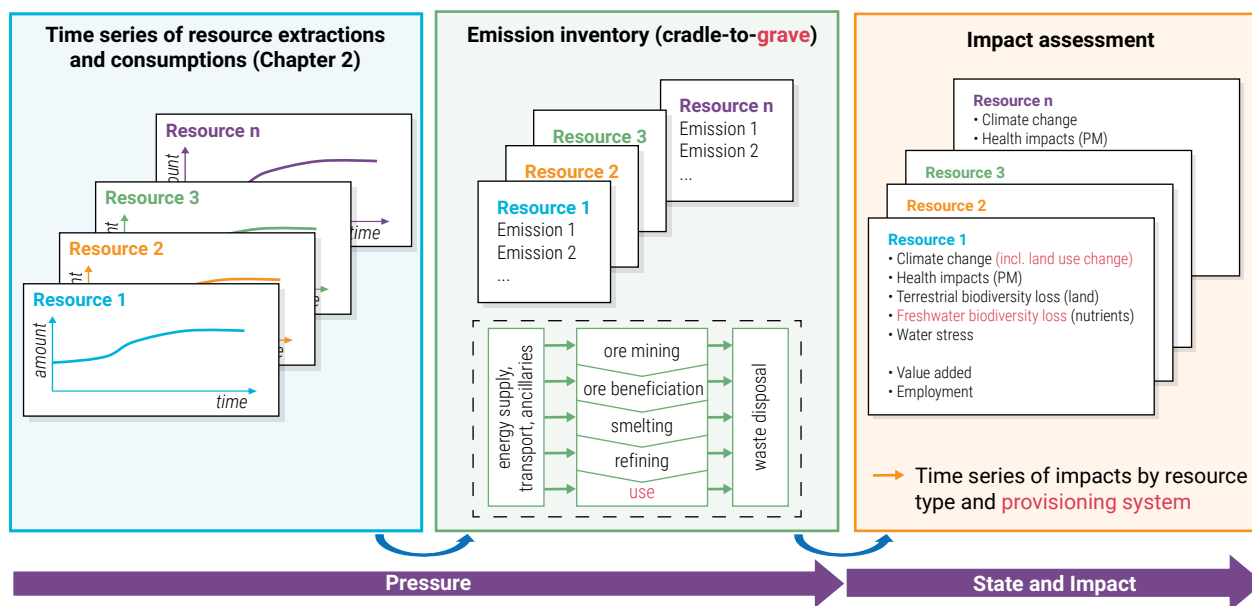 Time series of resource extractions
and consumptions (Chapter 2)
Resource n
time
Resource 3
Resource 2
Resource 1
amount
time
Emission inventory (cradle-to-grave)
Resource n
Emission 1
Emission 2
...
Resource 3
Resource 2
Resource 1
Emission 1
Emission 2
...
energy supply,
transport, ancillaries
ore mining
ore beneficiation
smelting
refining
use
waste disposal
Impact assessment
Resource n
• Climate change
• Health impacts (PM)
Resource 3
Resource 2
Resource 1
• Climate change (incl. land use change)
• Health impacts (PM)
• Terrestrial biodiversity loss (land)
• Freshwater biodiversity loss (nutrients)
• Water stress
• Value added
• Employment
Time series of impacts by resource
type and provisioning system
Pressure
State and Impact